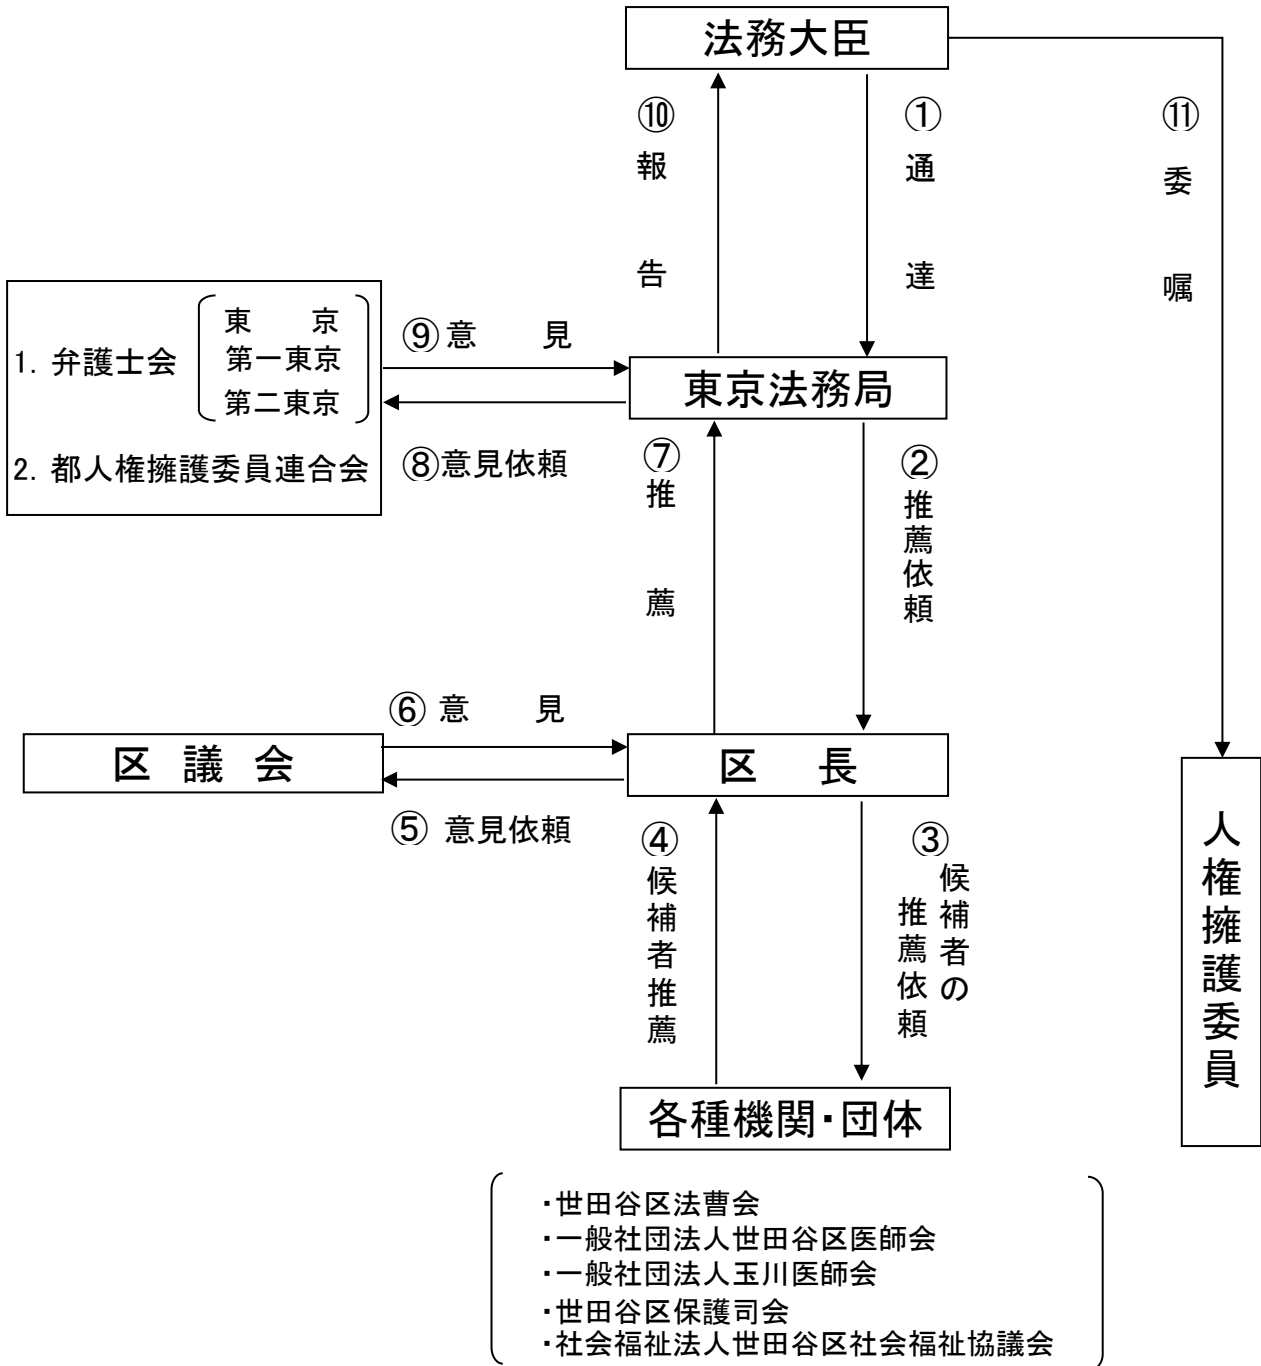 法務大臣
⑩報告
①通達
⑪委嘱
1. 弁護士会
東　　京
第一東京
第二東京
2. 都人権擁護委員連合会
⑨意　　見
⑧意見依頼
東京法務局
⑦推薦
②推薦依頼
⑥意　　見
区　議　会
⑤意見依頼
区　　長
④候補者推薦
③候補者の
推薦依頼
人権擁護委員
各種機関・団体
・世田谷区法曹会
・一般社団法人世田谷区医師会
・一般社団法人玉川医師会
・世田谷区保護司会
・社会福祉法人世田谷区社会福祉協議会